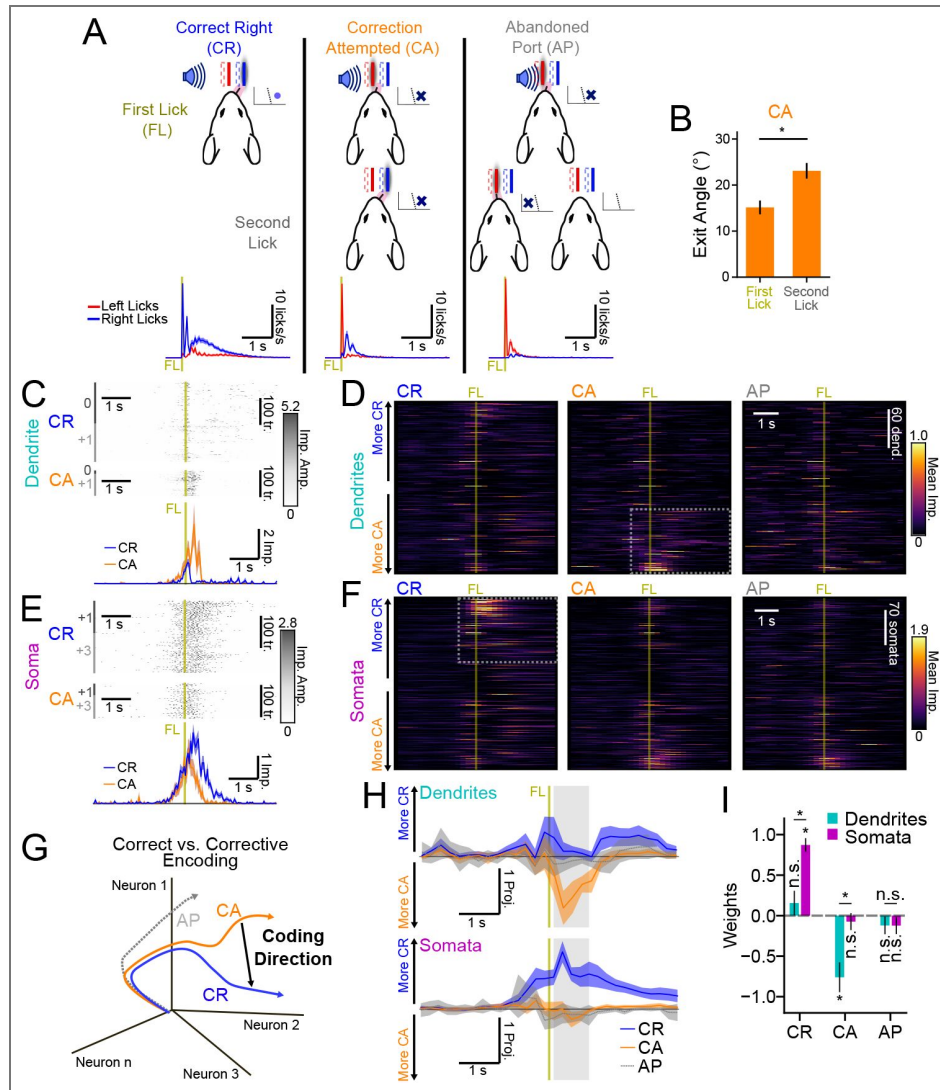 A
Correct Right
(CR)
Correction
Attempted (CA)
Abandoned
Port (AP)
First Lick
(FL)
Second
Lick
Left Licks
Right Licks
10 licks/s
1 s
FL
10 licks/s
1 s
FL
10 licks/s
1 s
FL
B
CA
*
Exit Angle (°)
30
20
10
0
First
Lick
Second
Lick
C
Dendrite
CR
0
+1
1 s
100 tr.
CA
0
+1
1 s
100 tr.
5.2
Imp. Amp.
0
FL
CR
CA
1 s
2 Imp.
D
CR
FL
CA
FL
AP
FL
Dendrites
More CR
More CA
1 s
60 dend.
1.0
Mean Imp.
0
E
Soma
CR
+1
+3
1 s
100 tr.
CA
+1
+3
1 s
100 tr.
2.8
Imp. Amp.
0
FL
CR
CA
1 s
1 Imp.
F
CR
FL
CA
FL
AP
FL
Somata
More CR
More CA
1 s
70 somata
1.9
Mean Imp.
0
G
Correct vs. Corrective
Encoding
Neuron 1
AP
CA
Coding
Direction
CR
Neuron 2
Neuron 3
Neuron n
H
Dendrites
FL
More CR
More CA
1 s
1 Proj.
Somata
More CR
More CA
1 s
1 Proj.
CR
CA
AP
I
Dendrites
Somata
Weights
1.0
0.5
0.0
−0.5
−1.0
*
n.s.
*
*
*
n.s.
n.s.
n.s.
n.s.
CR
CA
AP